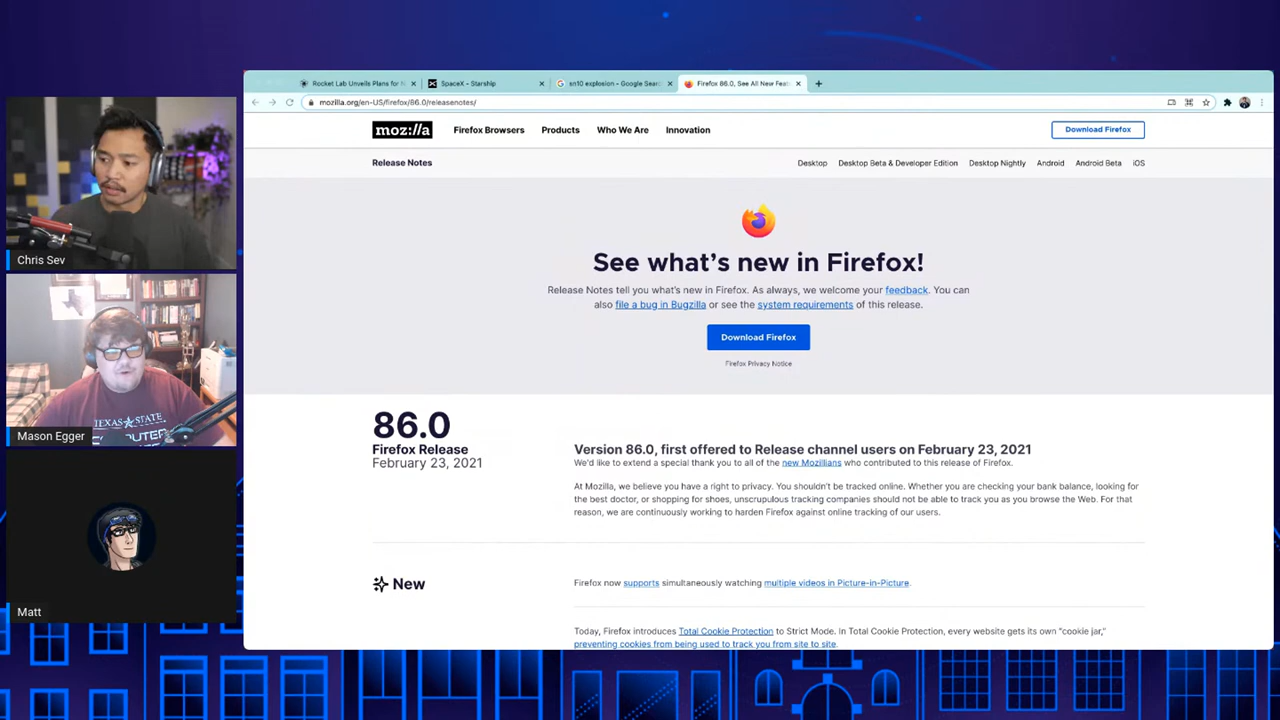 Rocket Lab Unveils Plans for N
SpaceX - Starship
sn10 explosion - Google Search
Firefox 86.0, See All New Feat
mozilla.org/en-US/firefox/86.0/releasenotes/
moz://a
Firefox Browsers
Products
Who We Are
Innovation
Download Firefox
Release Notes
Desktop
Desktop Beta & Developer Edition
Desktop Nightly
Android
Android Beta
iOS
See what's new in Firefox!
Release Notes tell you what's new in Firefox. As always, we welcome your feedback. You can
also file a bug in Bugzilla or see the system requirements of this release.
Download Firefox
Firefox Privacy Notice
86.0
Firefox Release
February 23, 2021
Version 86.0, first offered to Release channel users on February 23, 2021
We'd like to extend a special thank you to all of the new Mozillians who contributed to this release of Firefox.
At Mozilla, we believe you have a right to privacy. You shouldn't be tracked online. Whether you are checking your bank balance, looking for
the best doctor, or shopping for shoes, unscrupulous tracking companies should not be able to track you as you browse the Web. For that
reason, we are continuously working to harden Firefox against online tracking of our users.
New
Firefox now supports simultaneously watching multiple videos in Picture-in-Picture.
Today, Firefox introduces Total Cookie Protection to Strict Mode. In Total Cookie Protection, every website gets its own "cookie jar,"
preventing cookies from being used to track you from site to site.
Chris Sev
TEXAS STATE
COMPUTER
Mason Egger
Matt